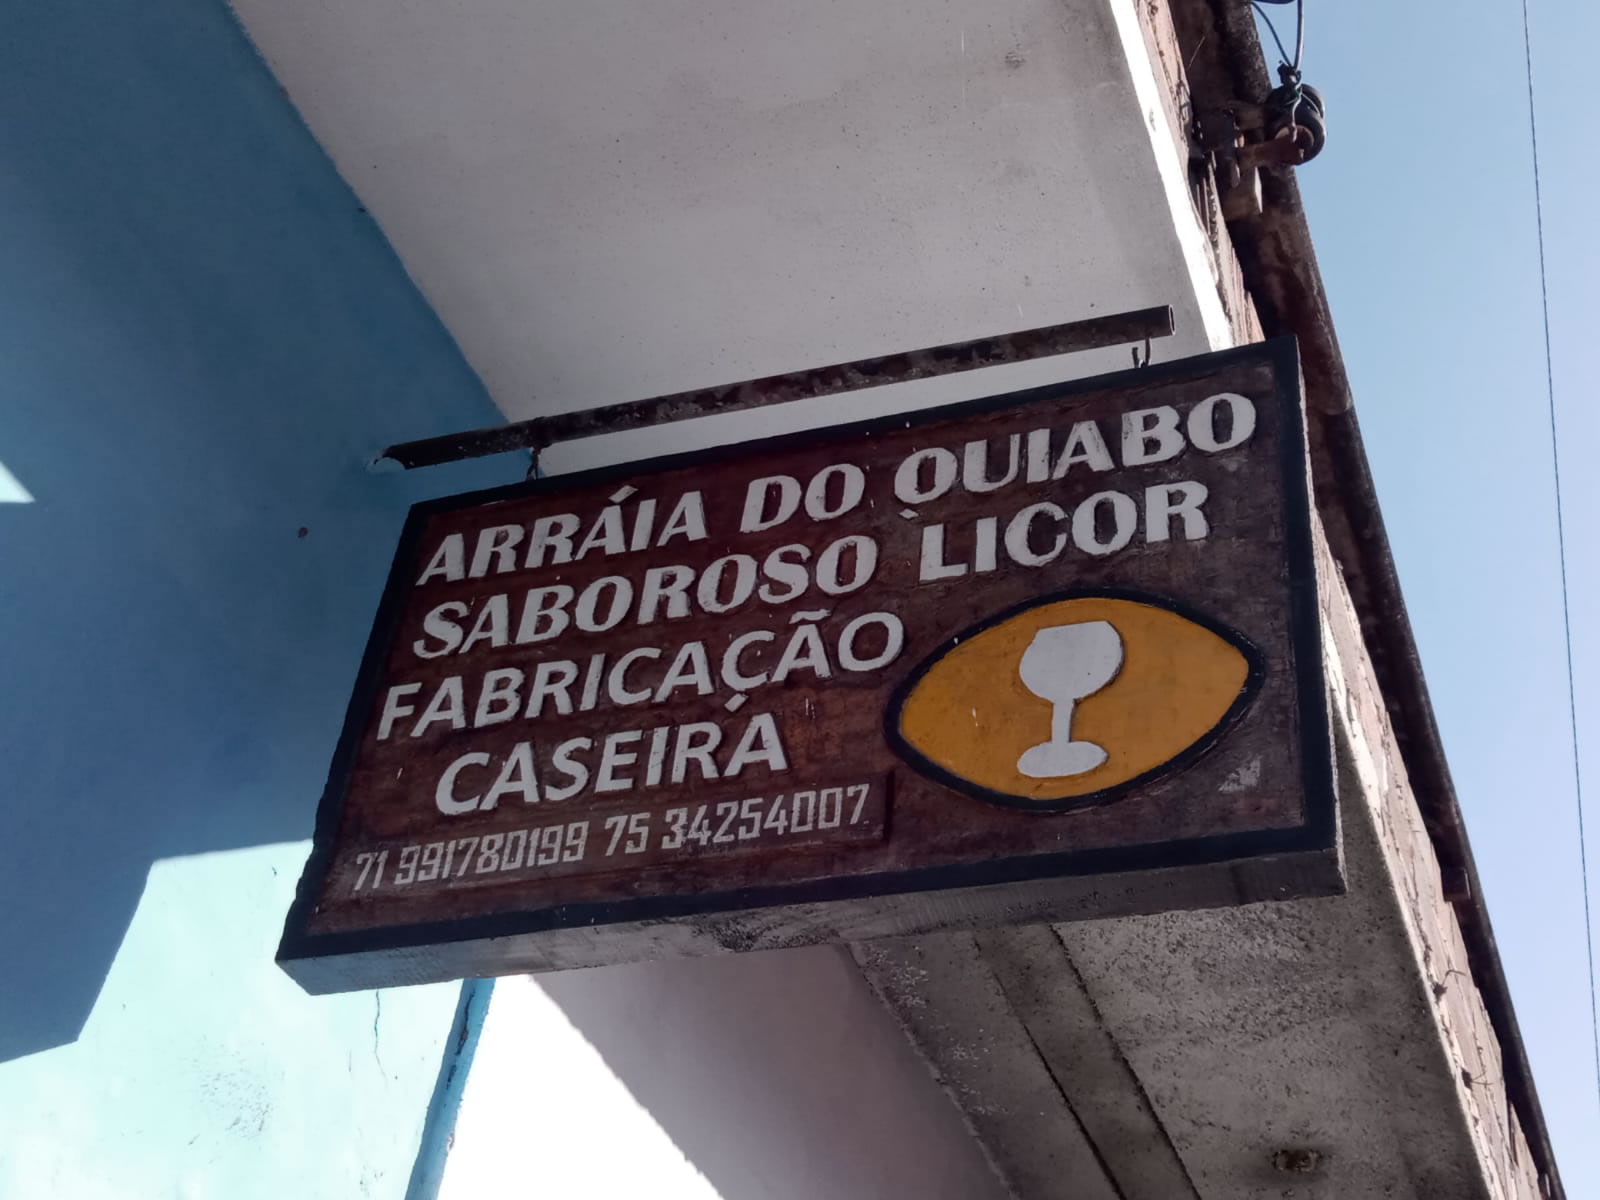 ARRÁIA DO QUIABO
SABOROSO LICOR
FABRICAÇÃO
CASEIRA
71 991780199 75 34254007